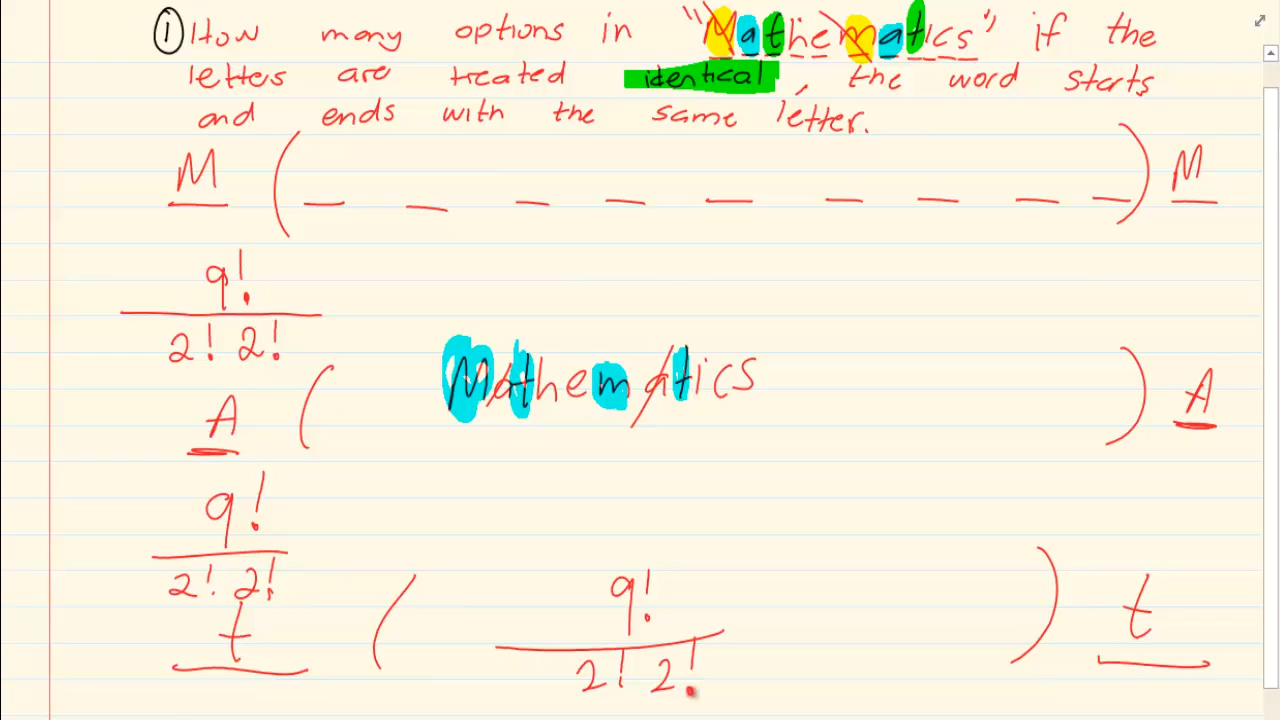 ① How many options in "Mathematics" if the
letters are treated identical, the word starts
and ends with the same letter.
M ( _ _ _ _ _ _ _ _ _ ) M
9!
2! 2!
Mathematics
A ( ) A
9!
2! 2!
t ( 9! ) t
2! 2!